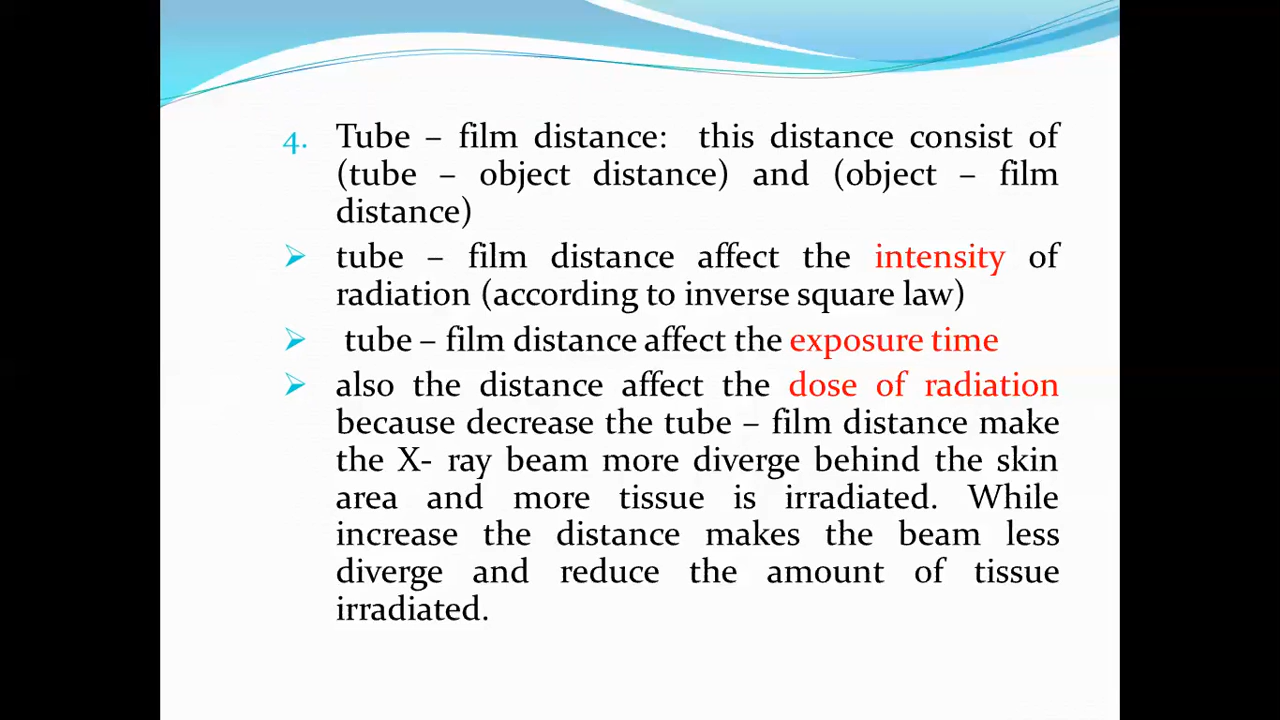 4. Tube – film distance: this distance consist of
(tube – object distance) and (object – film
distance)
➢ tube – film distance affect the intensity of
radiation (according to inverse square law)
➢ tube – film distance affect the exposure time
➢ also the distance affect the dose of radiation
because decrease the tube – film distance make
the X- ray beam more diverge behind the skin
area and more tissue is irradiated. While
increase the distance makes the beam less
diverge and reduce the amount of tissue
irradiated.